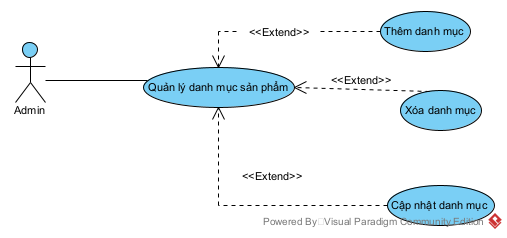 <<Extend>>
Thêm danh mục
Quản lý danh mục sản phẩm
<<Extend>>
Xóa danh mục
Admin
<<Extend>>
Cập nhật danh mục
Powered By Visual Paradigm Community Edition